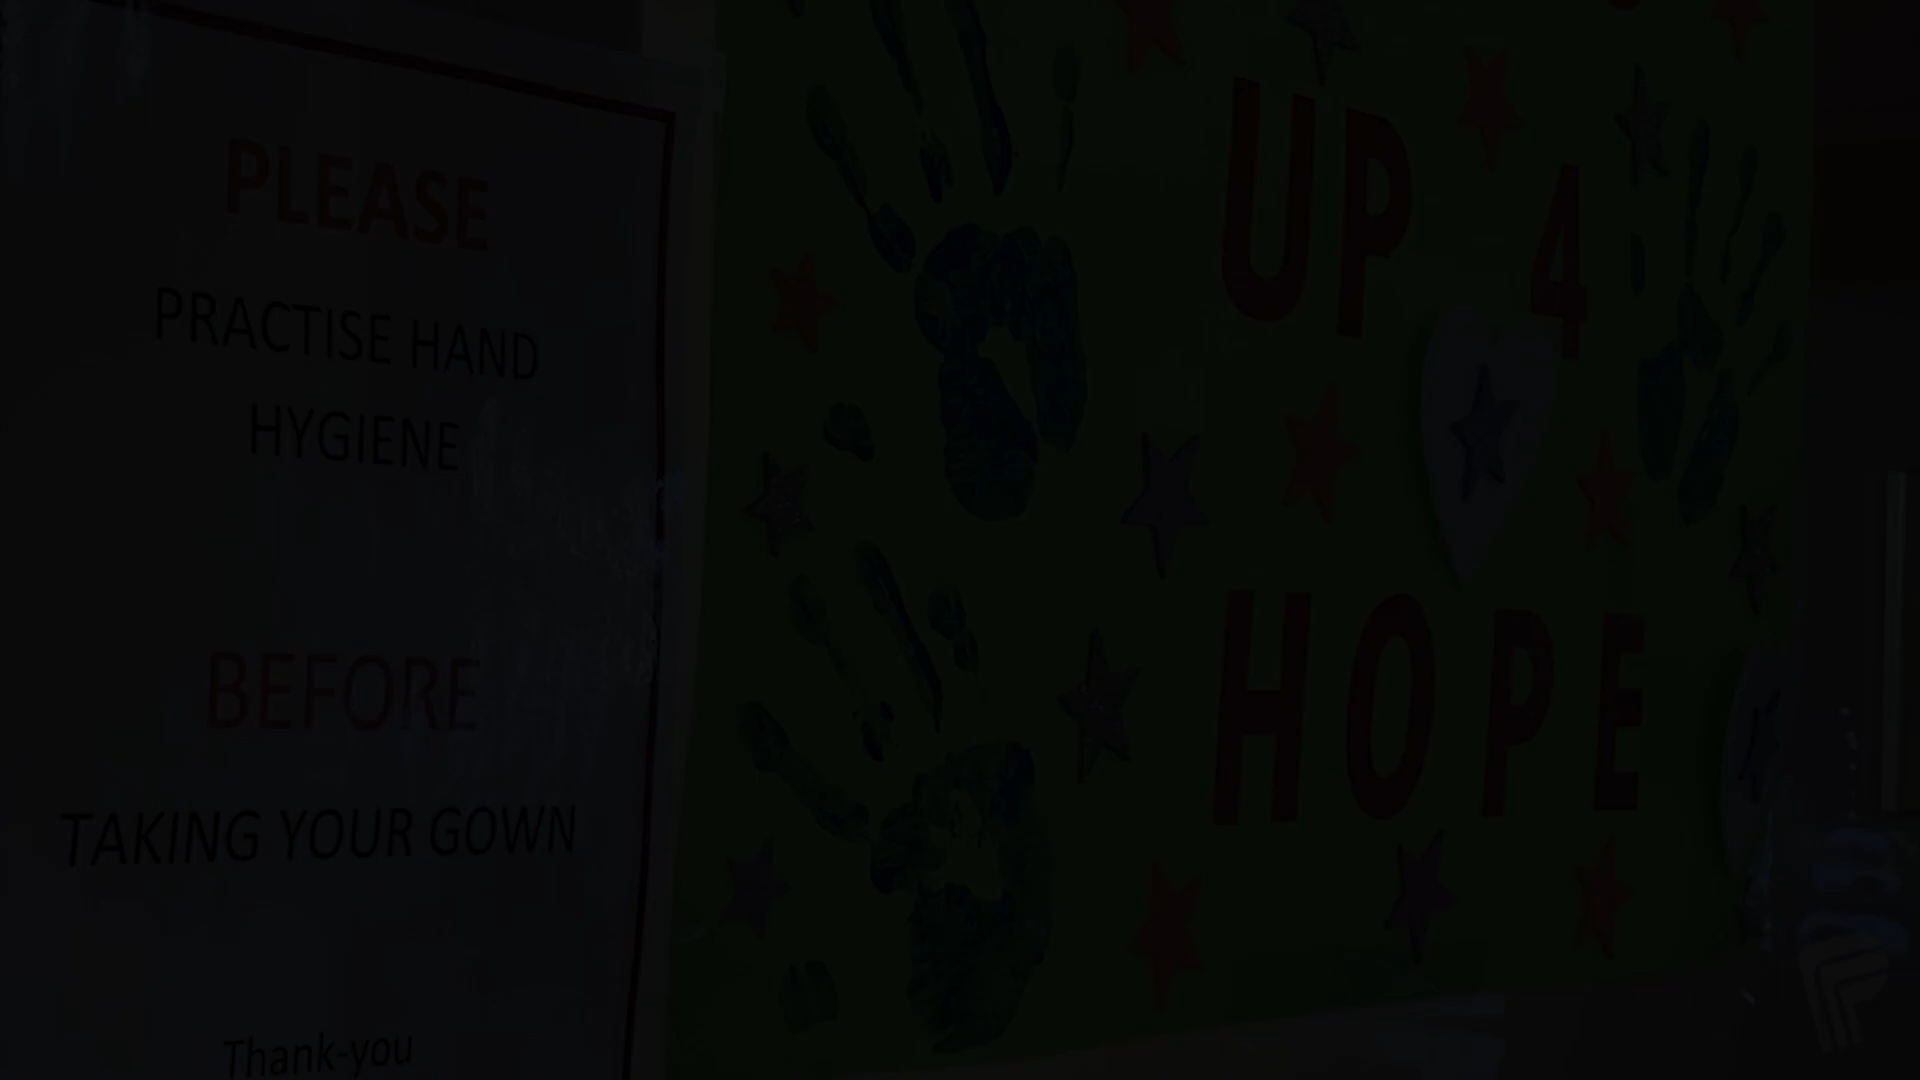 PLEASE
PRACTISE HAND
HYGIENE
BEFORE
TAKING YOUR GOWN
Thank-you
UP 4
HOPE